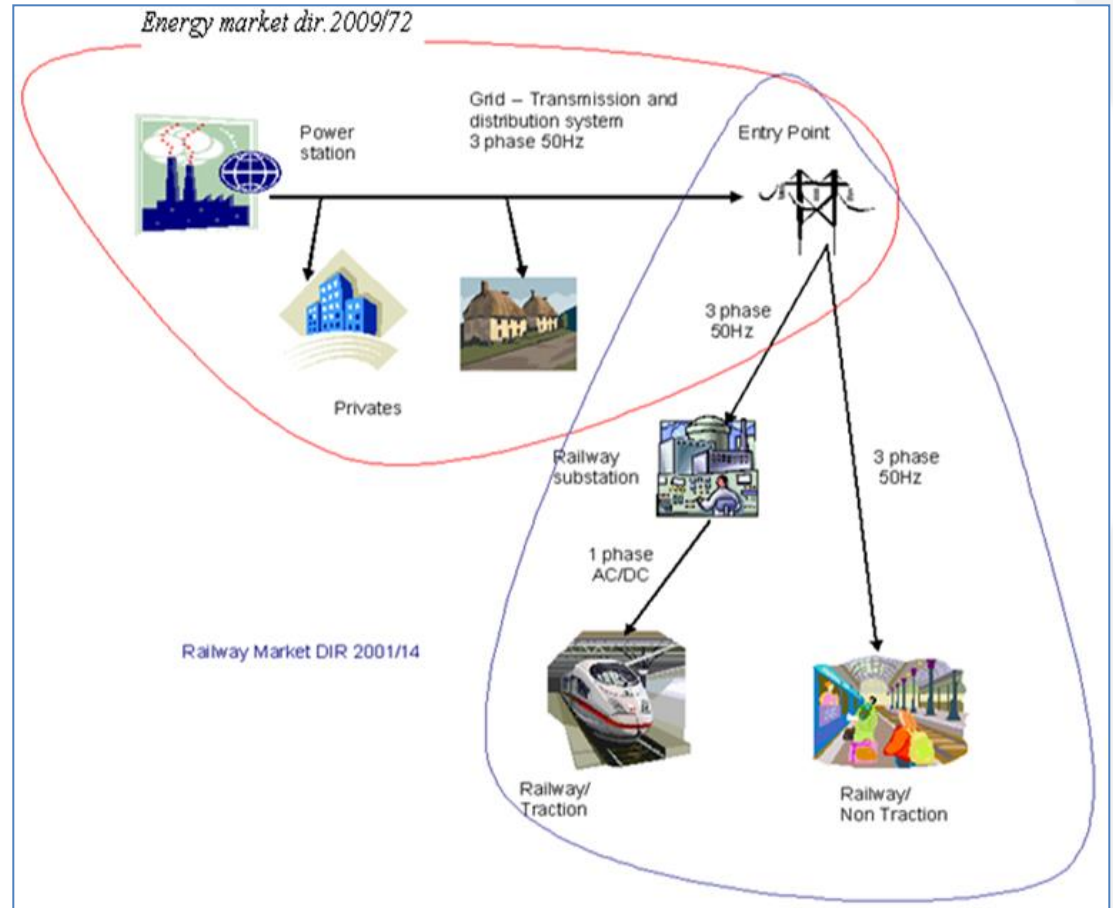 Energy market dir.2009/72
Grid – Transmission and
distribution system
3 phase 50Hz
Power
station
Entry Point
3 phase
50Hz
Privates
Railway
substation
3 phase
50Hz
1 phase
AC/DC
Railway Market DIR 2001/14
Railway/
Traction
Railway/
Non Traction